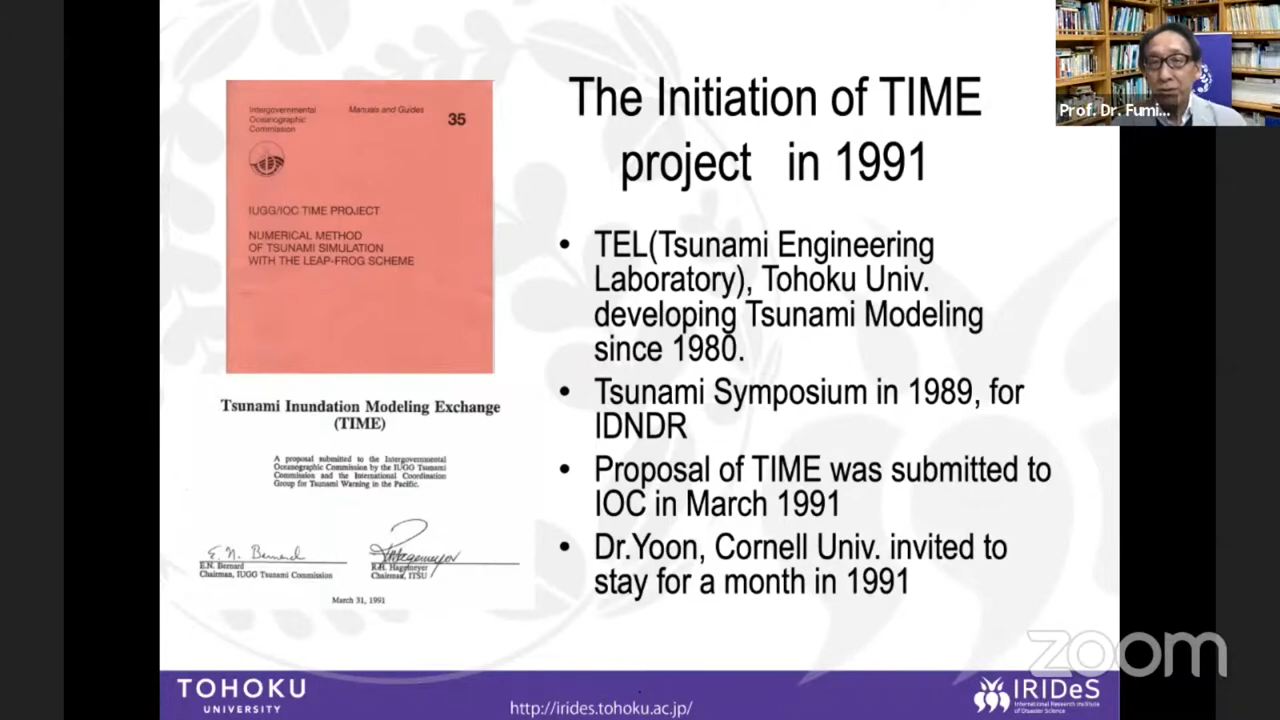 Intergovernmental
Oceanographic
Commission
Manuals and Guides
35
IUGG/IOC TIME PROJECT
NUMERICAL METHOD
OF TSUNAMI SIMULATION
WITH THE LEAP-FROG SCHEME
Tsunami Inundation Modeling Exchange
(TIME)
A proposal submitted to the Intergovernmental
Oceanographic Commission by the IUGG Tsunami
Commission and the International Coordination
Group for Tsunami Warning in the Pacific.
E. N. Bernard
E.N. Bernard
Chairman, IUGG Tsunami Commission
R.H. Hagemeyer
Chairman, ITSU
March 31, 1991
The Initiation of TIME
project in 1991
• TEL(Tsunami Engineering
Laboratory), Tohoku Univ.
developing Tsunami Modeling
since 1980.
• Tsunami Symposium in 1989, for
IDNDR
• Proposal of TIME was submitted to
IOC in March 1991
• Dr.Yoon, Cornell Univ. invited to
stay for a month in 1991
Prof. Dr. Fumi...
zoom
TOHOKU
UNIVERSITY
http://irides.tohoku.ac.jp/
IRIDeS
International Research Institute
of Disaster Science